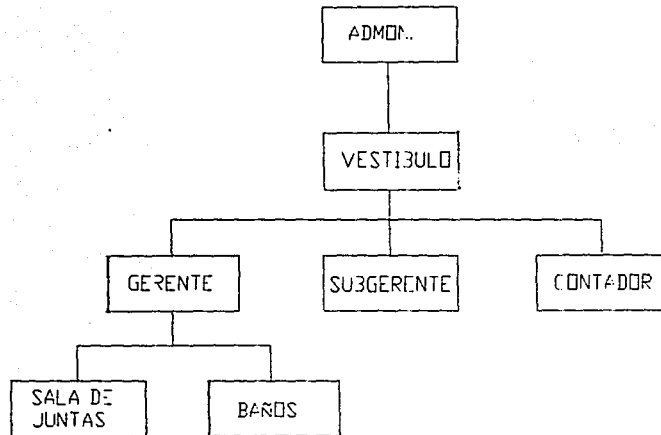 ADMON.
VESTIBULO
GERENTE
SUBGERENTE
CONTADOR
SALA DE
JUNTAS
BAÑOS